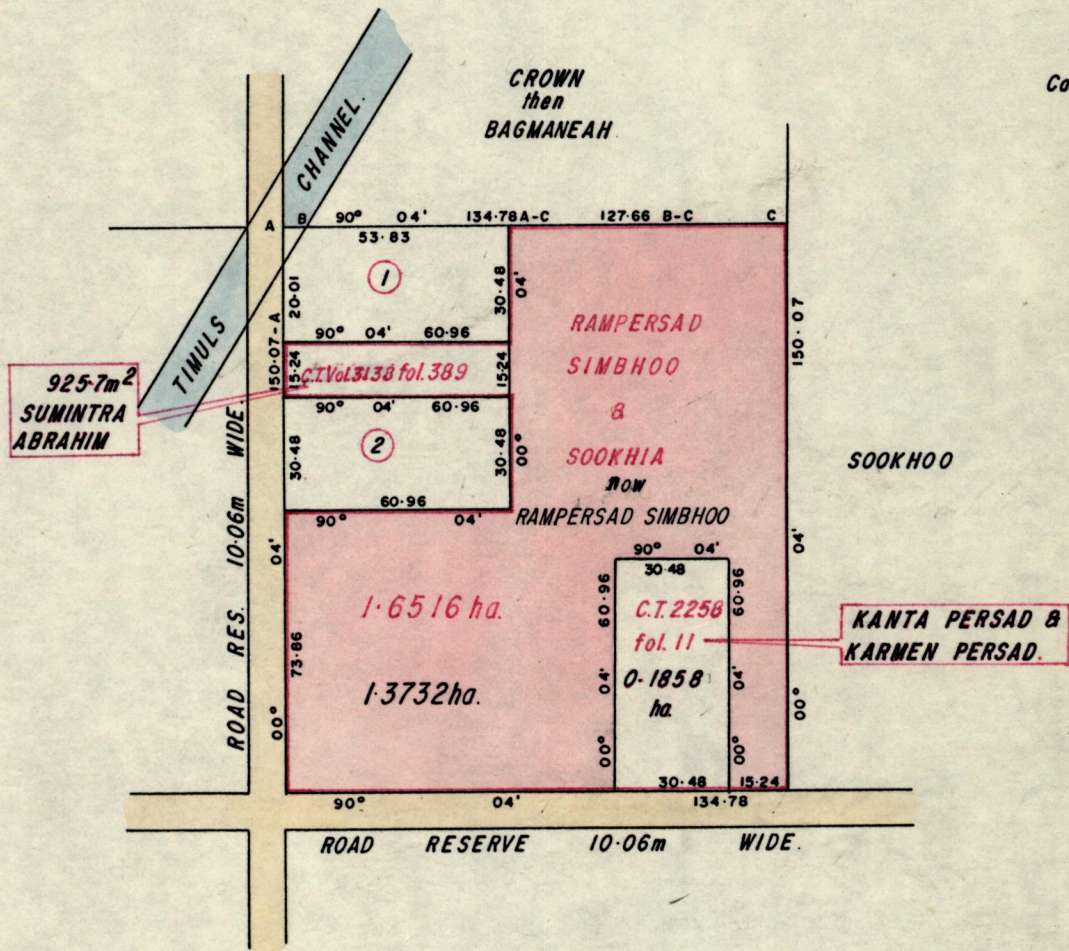 CROWN
then
BAGMANEAH
Co
TIMULS CHANNEL.
A B 90° 04' 134·78 A-C 127·66 B-C C
53·83
1
20·01
30·48
04'
90° 04' 60·96
150·07-A
15·24
C.T.Vol.3138 fol. 389
15·24
925·7m²
SUMINTRA
ABRAHIM
90° 04' 60·96
2
30·48
30·48
00°
60·96
90° 04'
RAMPERSAD
SIMBHOO
&
SOOKHIA
now
RAMPERSAD SIMBHOO
150·07
04'
00°
SOOKHOO
ROAD RES. 10·06m WIDE.
04'
00°
73·86
1·6516 ha.
1·3732 ha.
90° 04'
30·48
60·96
04'
00°
60·96
04'
00°
C.T. 2258
fol. 11
0·1858
ha.
KANTA PERSAD &
KARMEN PERSAD.
30·48 15·24
90° 04' 134·78
ROAD RESERVE 10·06m WIDE.